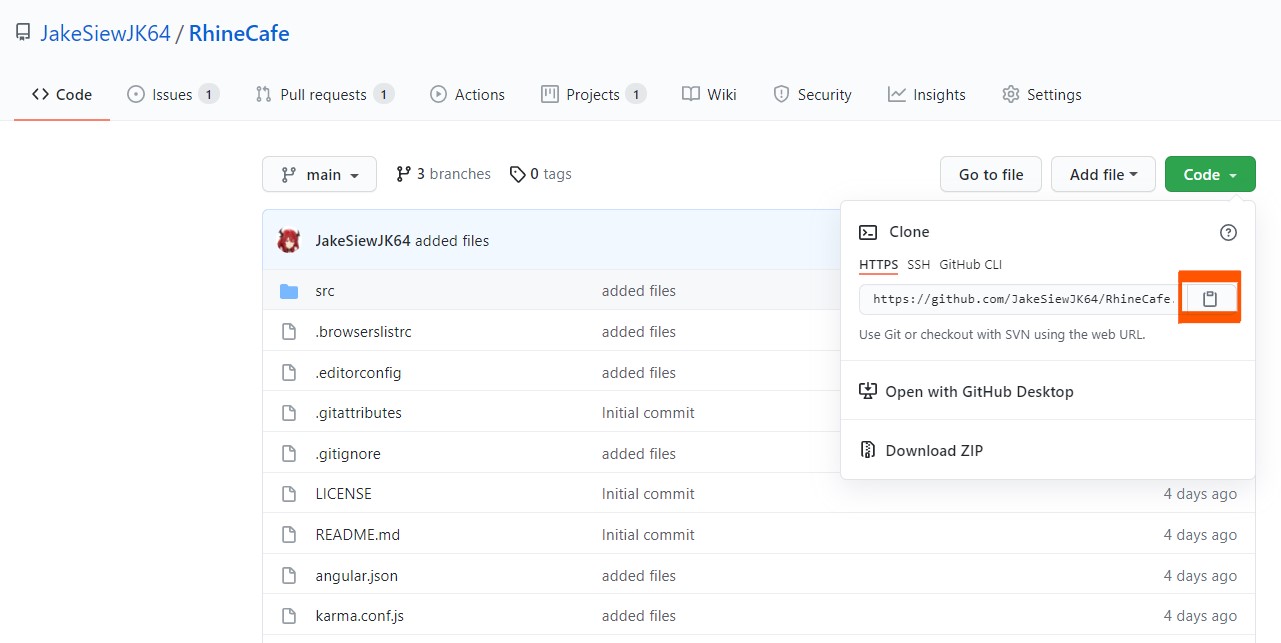 JakeSiewJK64 / RhineCafe
Code Issues 1 Pull requests 1 Actions Projects 1 Wiki Security Insights Settings
main 3 branches 0 tags Go to file Add file Code
JakeSiewJK64 added files
Clone
HTTPS SSH GitHub CLI
src added files
https://github.com/JakeSiewJK64/RhineCafe.
.browserslistrc added files
Use Git or checkout with SVN using the web URL.
.editorconfig added files
Open with GitHub Desktop
.gitattributes Initial commit
.gitignore added files
Download ZIP
LICENSE Initial commit 4 days ago
README.md Initial commit 4 days ago
angular.json added files 4 days ago
karma.conf.js added files 4 days ago